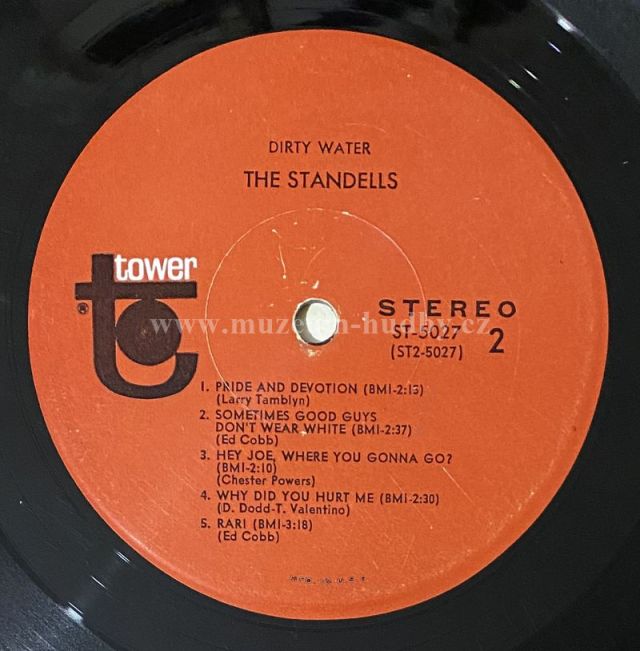 DIRTY WATER
THE STANDELLS
tower
®
STEREO
www.muzeum-hudby.cz
ST-5027
(ST2-5027)
2
1. PRIDE AND DEVOTION (BMI-2:13)
(Larry Tamblyn)
2. SOMETIMES GOOD GUYS
DON'T WEAR WHITE (BMI-2:37)
(Ed Cobb)
3. HEY JOE, WHERE YOU GONNA GO?
(BMI-2:10)
(Chester Powers)
4. WHY DID YOU HURT ME (BMI-2:30)
(D. Dodd-T. Valentino)
5. RARI (BMI-3:18)
(Ed Cobb)